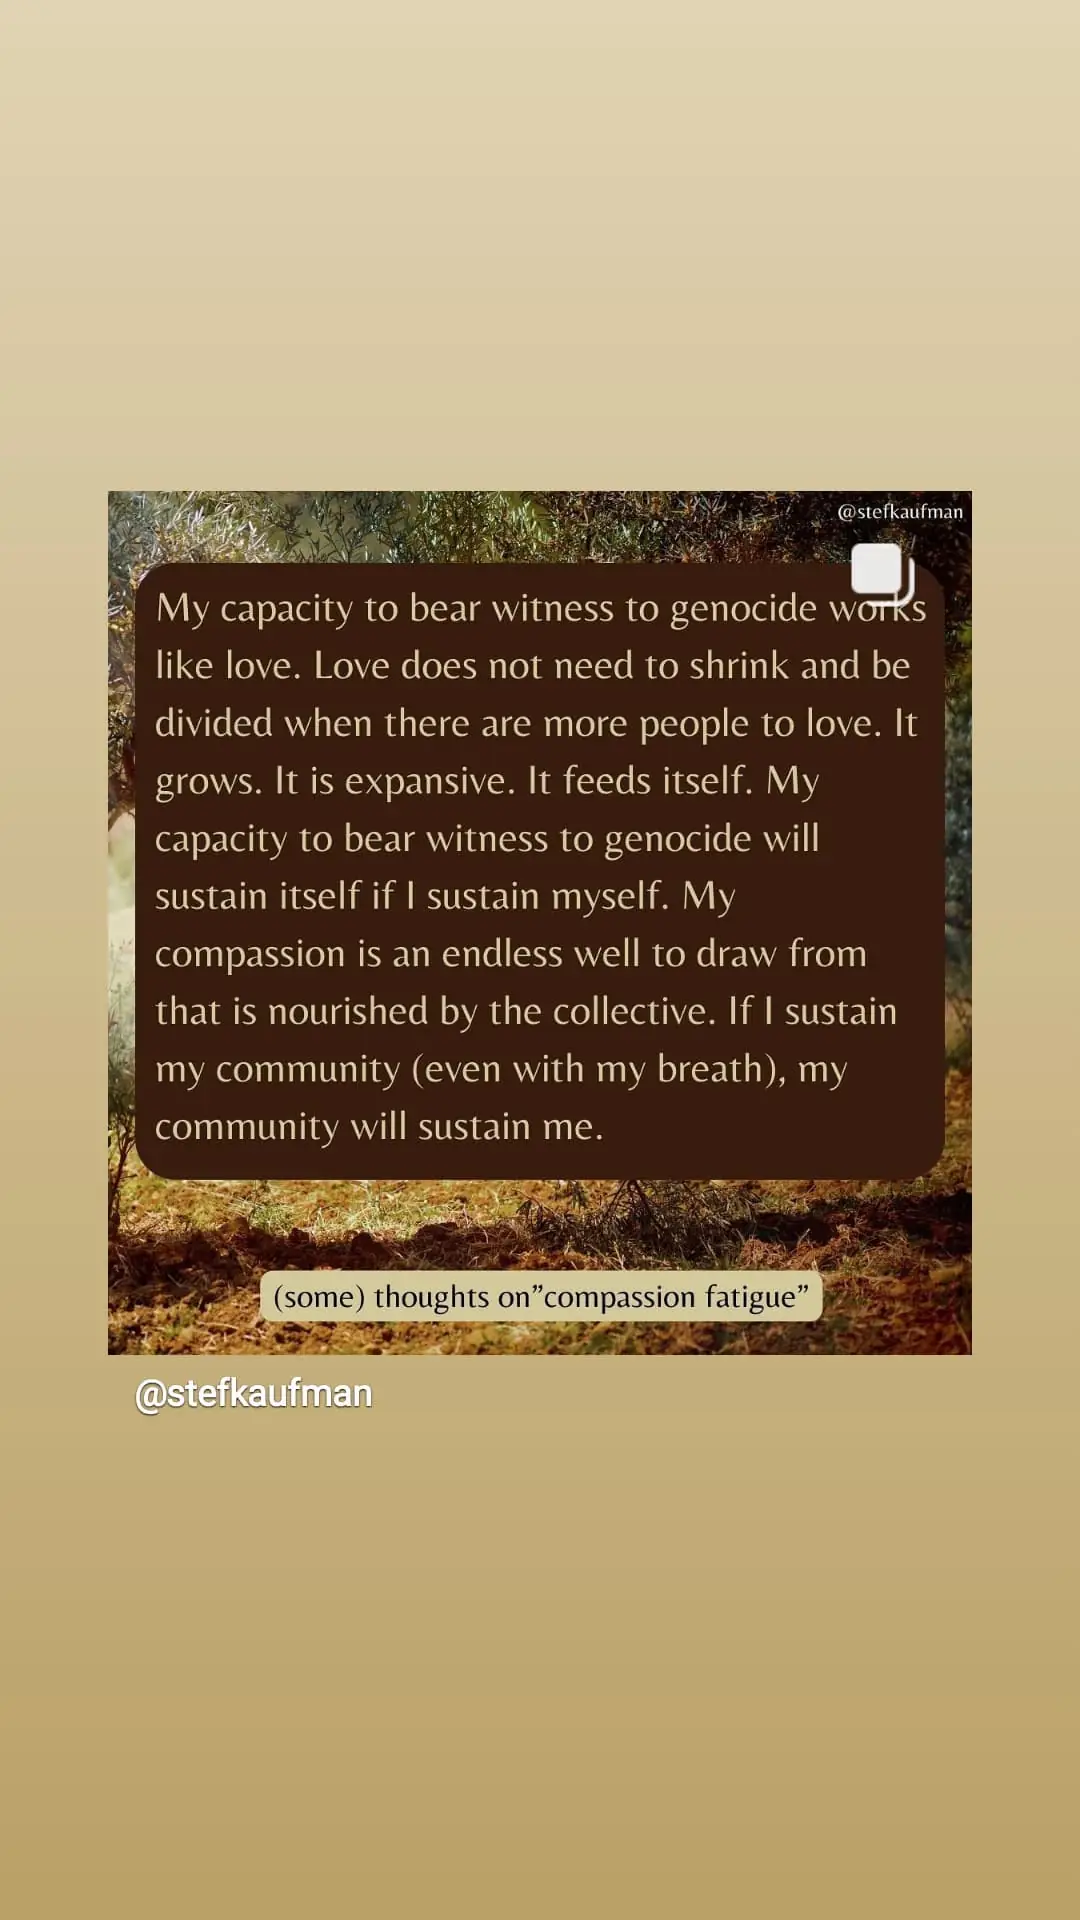 @stefkaufman
My capacity to bear witness to genocide works
like love. Love does not need to shrink and be
divided when there are more people to love. It
grows. It is expansive. It feeds itself. My
capacity to bear witness to genocide will
sustain itself if I sustain myself. My
compassion is an endless well to draw from
that is nourished by the collective. If I sustain
my community (even with my breath), my
community will sustain me.
(some) thoughts on”compassion fatigue”
@stefkaufman